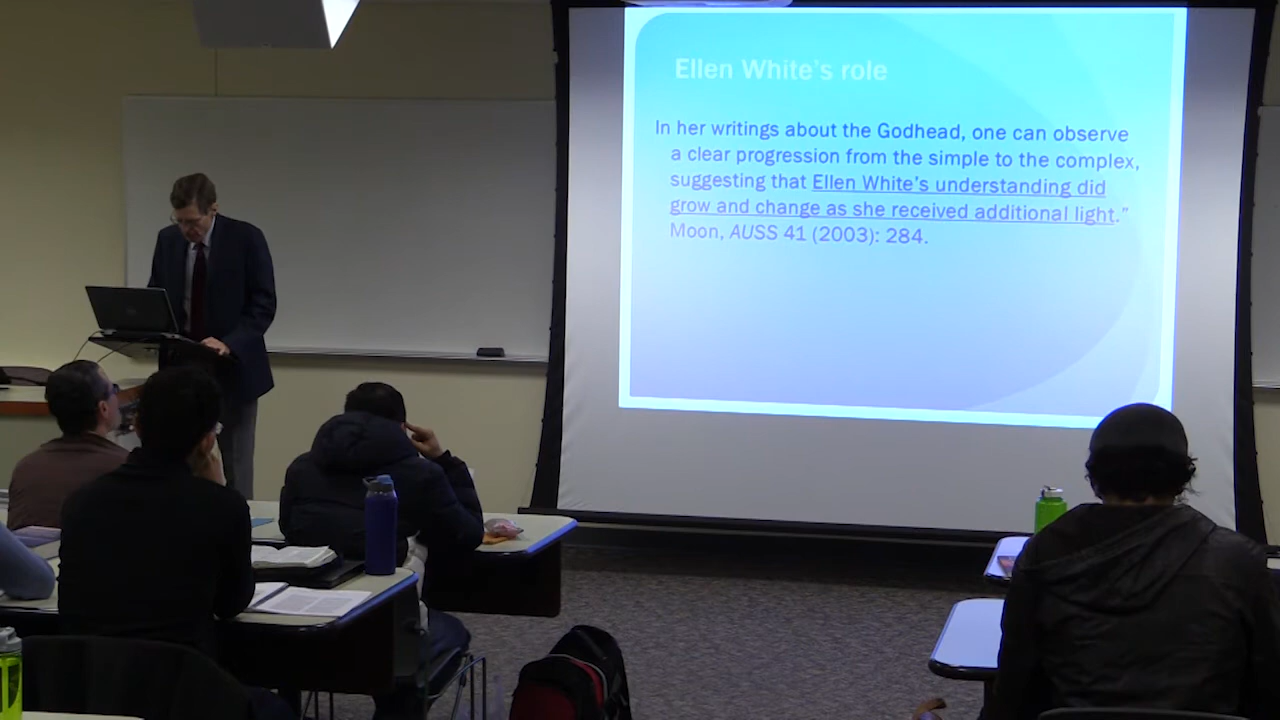 Ellen White's role
In her writings about the Godhead, one can observe
a clear progression from the simple to the complex,
suggesting that Ellen White's understanding did
grow and change as she received additional light."
Moon, AUSS 41 (2003): 284.